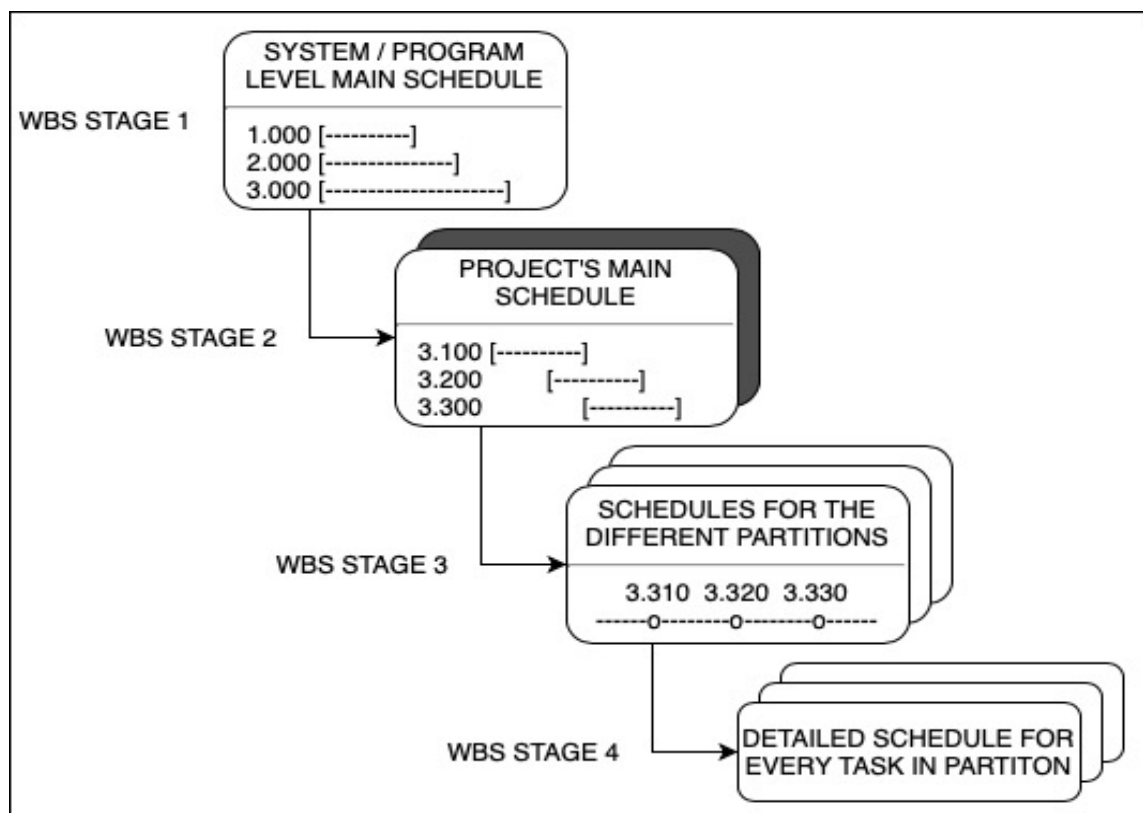 SYSTEM / PROGRAM
LEVEL MAIN SCHEDULE
WBS STAGE 1
1.000 [----------]
2.000 [---------------]
3.000 [---------------------]
PROJECT'S MAIN
SCHEDULE
WBS STAGE 2
3.100 [----------]
3.200 [----------]
3.300 [----------]
SCHEDULES FOR THE
DIFFERENT PARTITIONS
WBS STAGE 3
3.310 3.320 3.330
------o--------o--------o------
WBS STAGE 4
DETAILED SCHEDULE FOR
EVERY TASK IN PARTITON